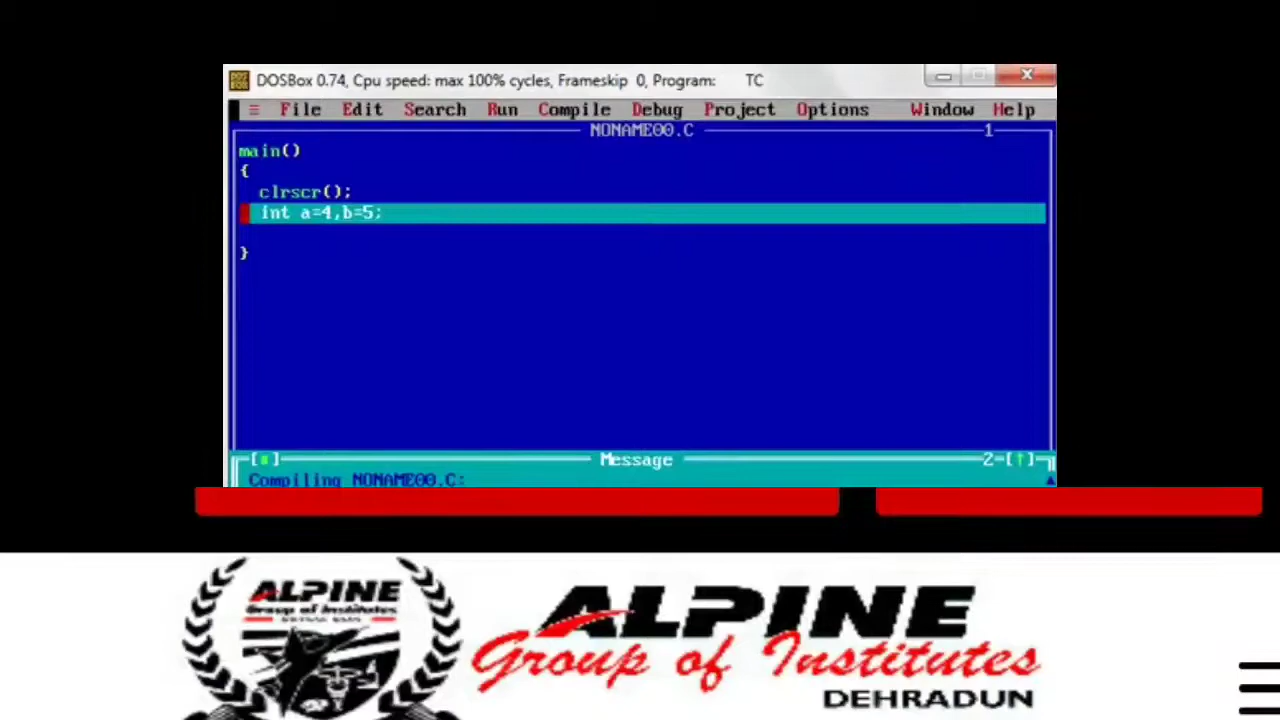 DOSBox 0.74, Cpu speed: max 100% cycles, Frameskip 0, Program: TC
≡ File Edit Search Run Compile Debug Project Options Window Help
NONAME00.C 1
main()
{
clrscr();
int a=4,b=5;
}
[■] Message 2=[↑]
Compiling NONAME00.C:
ALPINE
Group of Institutes
ALPINE
Group of Institutes
DEHRADUN